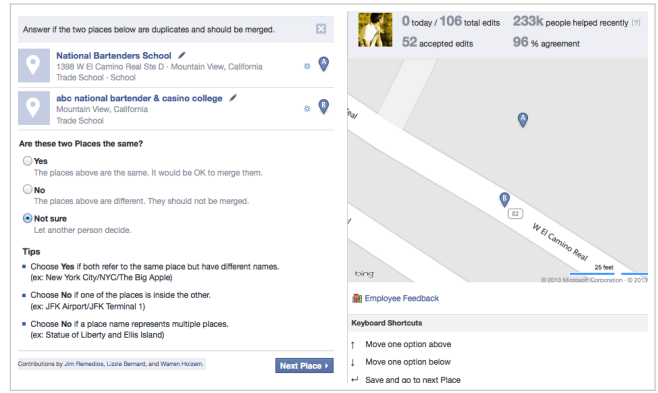 Answer if the two places below are duplicates and should be merged.
National Bartenders School
1398 W El Camino Real Ste D · Mountain View, California
Trade School · School
A
abc national bartender & casino college
Mountain View, California
Trade School
B
Are these two Places the same?
Yes
The places above are the same. It would be OK to merge them.
No
The places above are different. They should not be merged.
Not sure
Let another person decide.
Tips
Choose Yes if both refer to the same place but have different names.
(ex: New York City/NYC/The Big Apple)
Choose No if one of the places is inside the other.
(ex: JFK Airport/JFK Terminal 1)
Choose No if a place name represents multiple places.
(ex: Statue of Liberty and Ellis Island)
Contributions by Jim Remedios, Lizzie Bernard, and Warren Hoizem.
Next Place
0 today / 106 total edits 233k people helped recently [?]
52 accepted edits 96 % agreement
eal
A
B
82
W El Camino Real
25 feet
bing
© 2013 Microsoft Corporation · © 2013
Employee Feedback
Keyboard Shortcuts
↑ Move one option above
↓ Move one option below
↵ Save and go to next Place